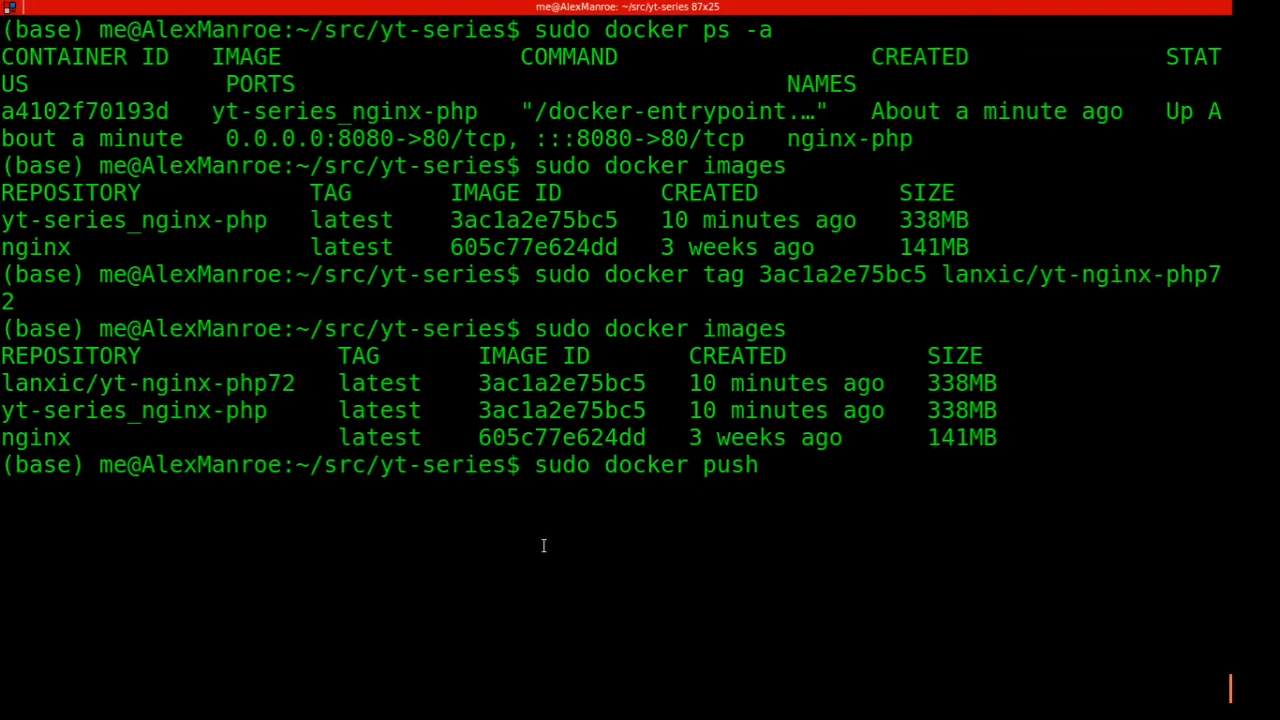 me@AlexManroe: ~/src/yt-series 87x25
(base) me@AlexManroe:~/src/yt-series$ sudo docker ps -a
CONTAINER ID   IMAGE                 COMMAND                  CREATED              STAT
US              PORTS                                   NAMES
a4102f70193d   yt-series_nginx-php   "/docker-entrypoint.…"   About a minute ago   Up A
bout a minute   0.0.0.0:8080->80/tcp, :::8080->80/tcp   nginx-php
(base) me@AlexManroe:~/src/yt-series$ sudo docker images
REPOSITORY            TAG       IMAGE ID       CREATED          SIZE
yt-series_nginx-php   latest    3ac1a2e75bc5   10 minutes ago   338MB
nginx                 latest    605c77e624dd   3 weeks ago      141MB
(base) me@AlexManroe:~/src/yt-series$ sudo docker tag 3ac1a2e75bc5 lanxic/yt-nginx-php7
2
(base) me@AlexManroe:~/src/yt-series$ sudo docker images
REPOSITORY              TAG       IMAGE ID       CREATED          SIZE
lanxic/yt-nginx-php72   latest    3ac1a2e75bc5   10 minutes ago   338MB
yt-series_nginx-php     latest    3ac1a2e75bc5   10 minutes ago   338MB
nginx                   latest    605c77e624dd   3 weeks ago      141MB
(base) me@AlexManroe:~/src/yt-series$ sudo docker push